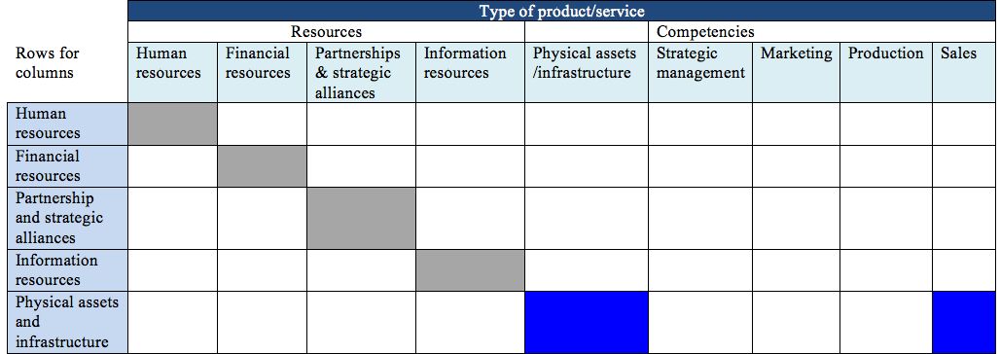 Type of product/service
Resources Competencies
Rows for columns
Human resources
Financial resources
Partnerships & strategic alliances
Information resources
Physical assets /infrastructure
Strategic management
Marketing
Production
Sales
Human
resources
Financial
resources
Partnership
and strategic
alliances
Information
resources
Physical assets
and
infrastructure